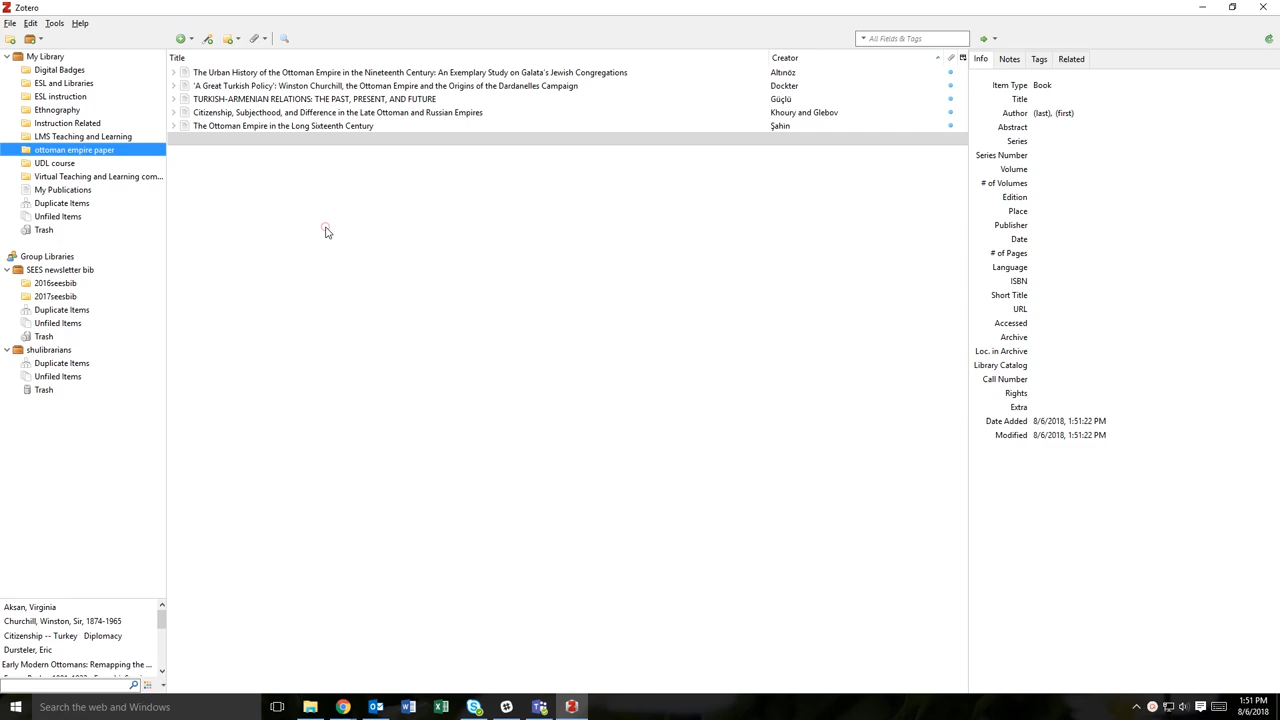 Zotero
File Edit Tools Help
All Fields & Tags
My Library
Digital Badges
ESL and Libraries
ESL instruction
Ethnography
Instruction Related
LMS Teaching and Learning
ottoman empire paper
UDL course
Virtual Teaching and Learning com...
My Publications
Duplicate Items
Unfiled Items
Trash
Group Libraries
SEES newsletter bib
2016seesbib
2017seesbib
Duplicate Items
Unfiled Items
Trash
shulibrarians
Duplicate Items
Unfiled Items
Trash
Aksan, Virginia
Churchill, Winston, Sir, 1874-1965
Citizenship -- Turkey Diplomacy
Dursteler, Eric
Early Modern Ottomans: Remapping the ...
Title Creator
The Urban History of the Ottoman Empire in the Nineteenth Century: An Exemplary Study on Galata's Jewish Congregations Altınöz
'A Great Turkish Policy': Winston Churchill, the Ottoman Empire and the Origins of the Dardanelles Campaign Dockter
TURKISH-ARMENIAN RELATIONS: THE PAST, PRESENT, AND FUTURE Güçlü
Citizenship, Subjecthood, and Difference in the Late Ottoman and Russian Empires Khoury and Glebov
The Ottoman Empire in the Long Sixteenth Century Şahin
Info Notes Tags Related
Item Type Book
Title
Author (last), (first)
Abstract
Series
Series Number
Volume
# of Volumes
Edition
Place
Publisher
Date
# of Pages
Language
ISBN
Short Title
URL
Accessed
Archive
Loc. in Archive
Library Catalog
Call Number
Rights
Extra
Date Added 8/6/2018, 1:51:22 PM
Modified 8/6/2018, 1:51:22 PM
Search the web and Windows
1:51 PM
8/6/2018